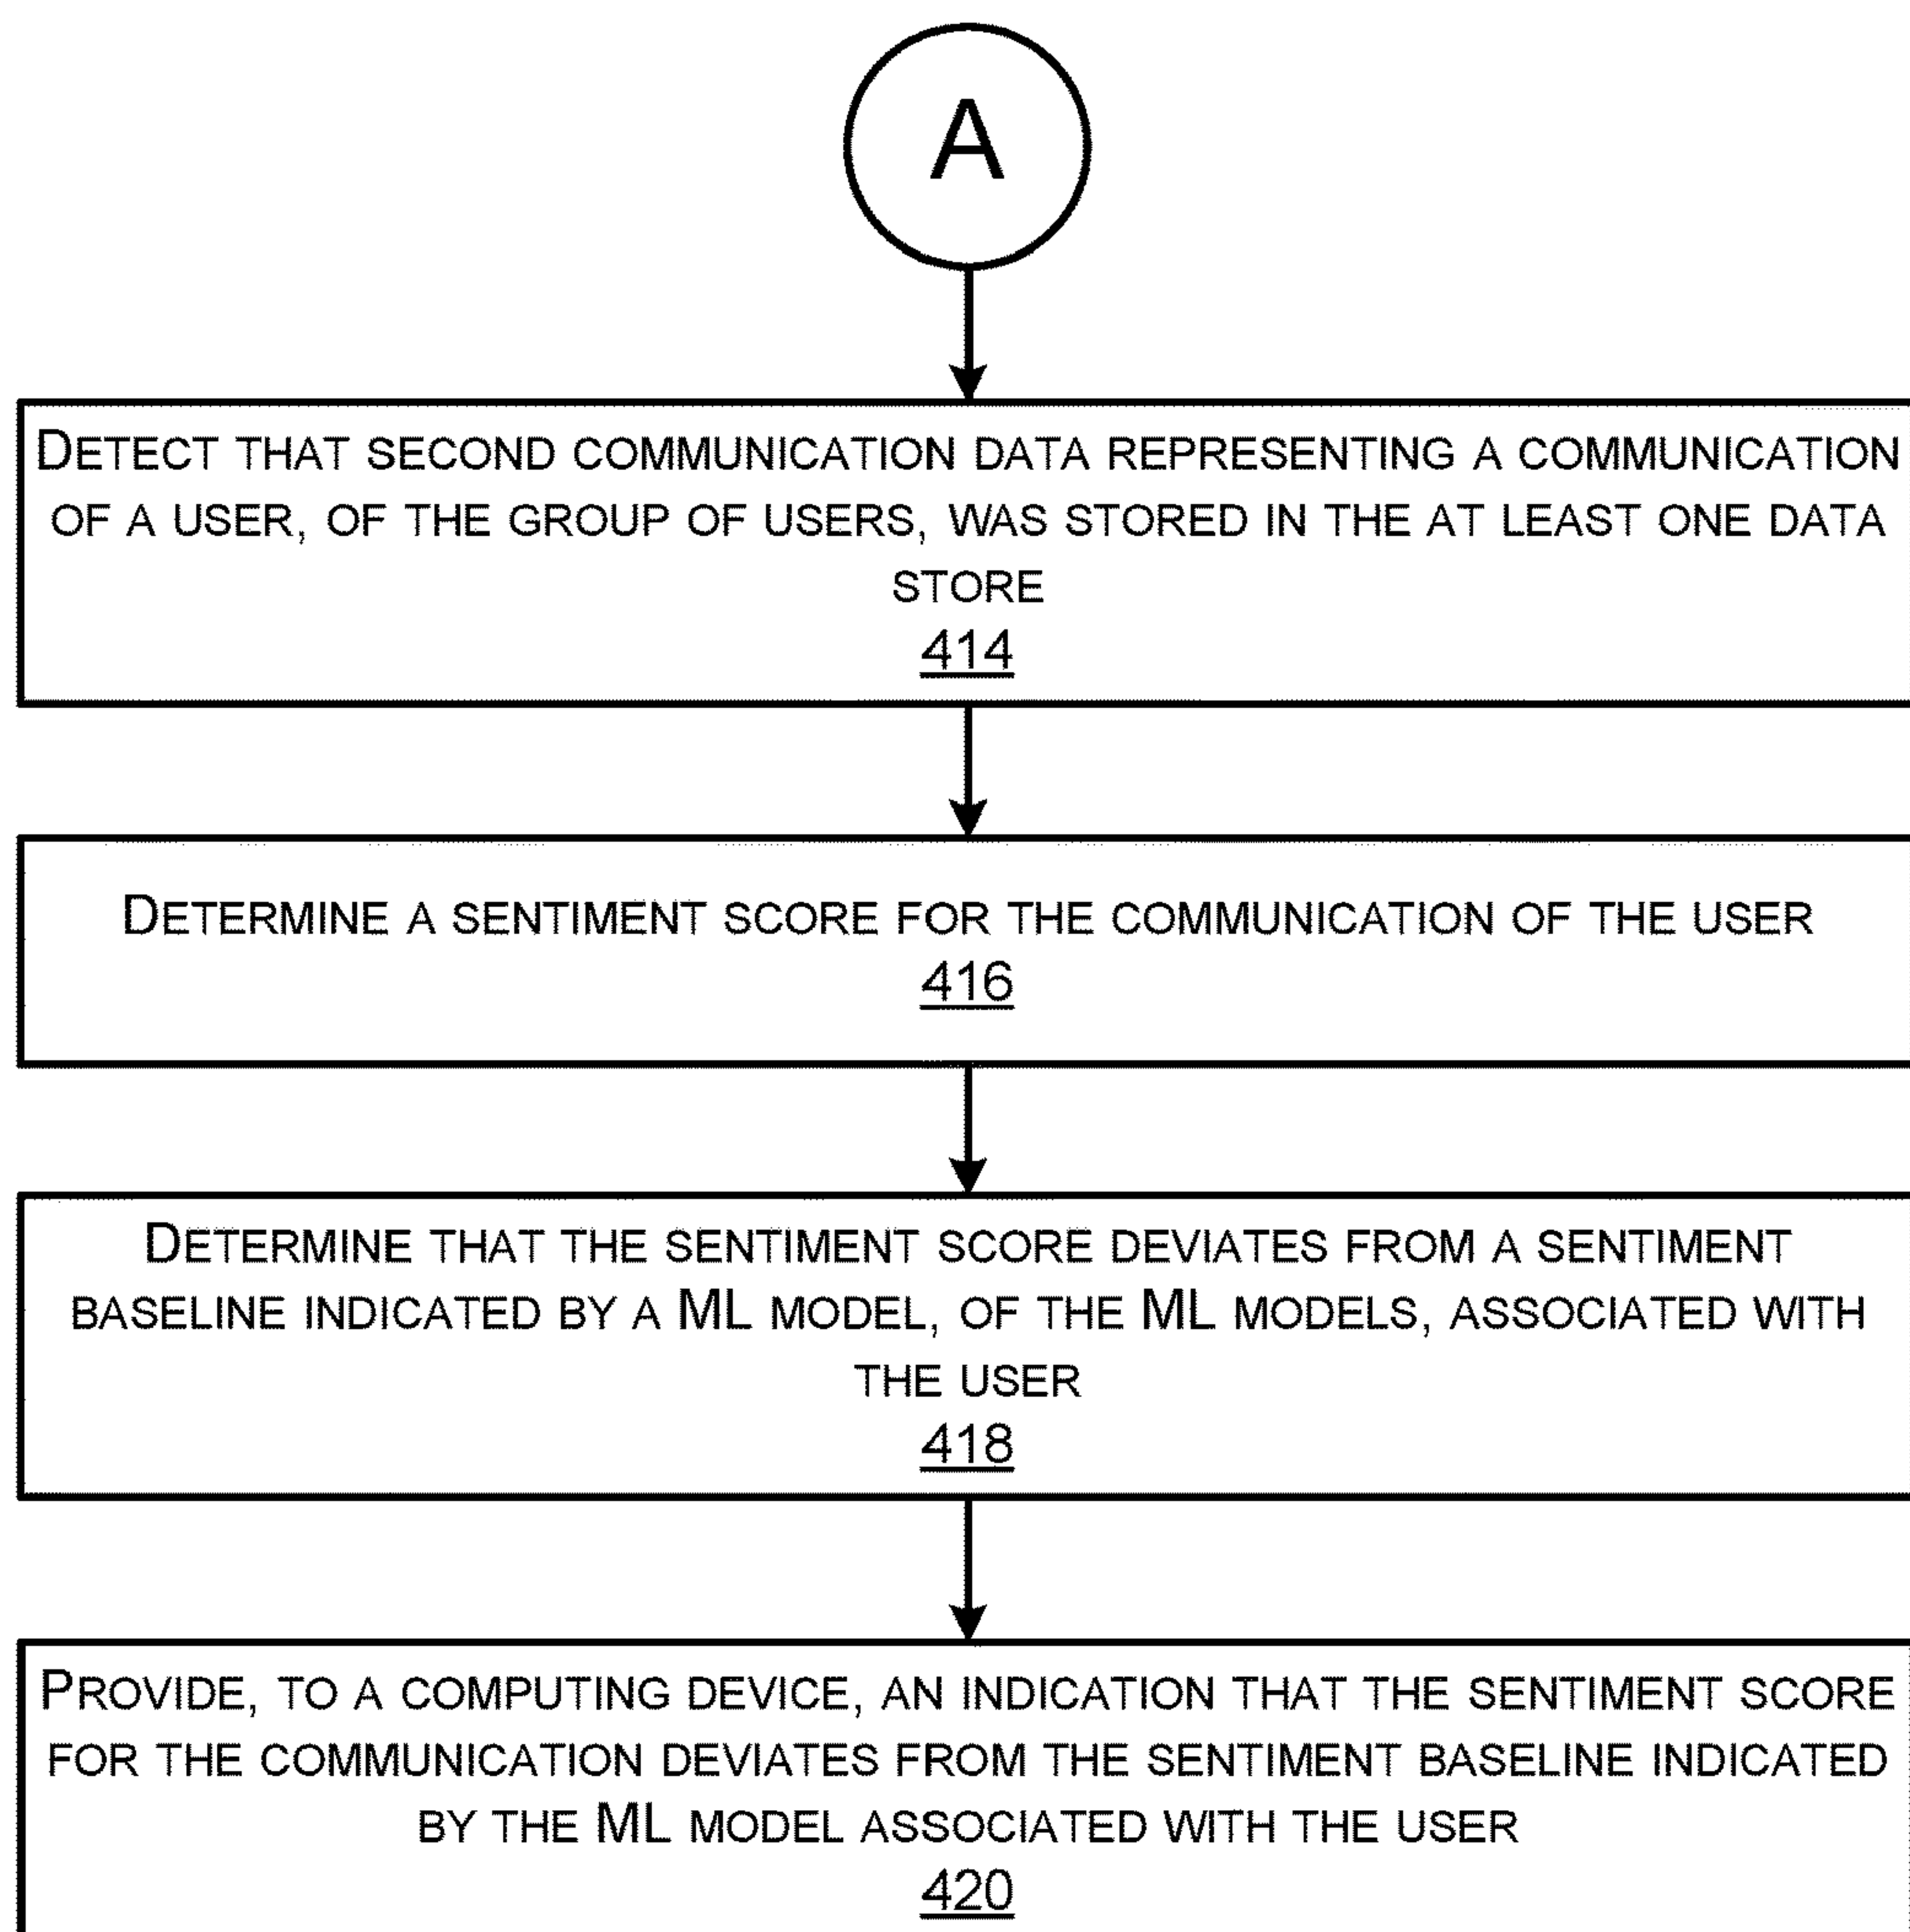 A
DETECT THAT SECOND COMMUNICATION DATA REPRESENTING A COMMUNICATION
OF A USER, OF THE GROUP OF USERS, WAS STORED IN THE AT LEAST ONE DATA
STORE
414
DETERMINE A SENTIMENT SCORE FOR THE COMMUNICATION OF THE USER
416
DETERMINE THAT THE SENTIMENT SCORE DEVIATES FROM A SENTIMENT
BASELINE INDICATED BY A ML MODEL, OF THE ML MODELS, ASSOCIATED WITH
THE USER
418
PROVIDE, TO A COMPUTING DEVICE, AN INDICATION THAT THE SENTIMENT SCORE
FOR THE COMMUNICATION DEVIATES FROM THE SENTIMENT BASELINE INDICATED
BY THE ML MODEL ASSOCIATED WITH THE USER
420